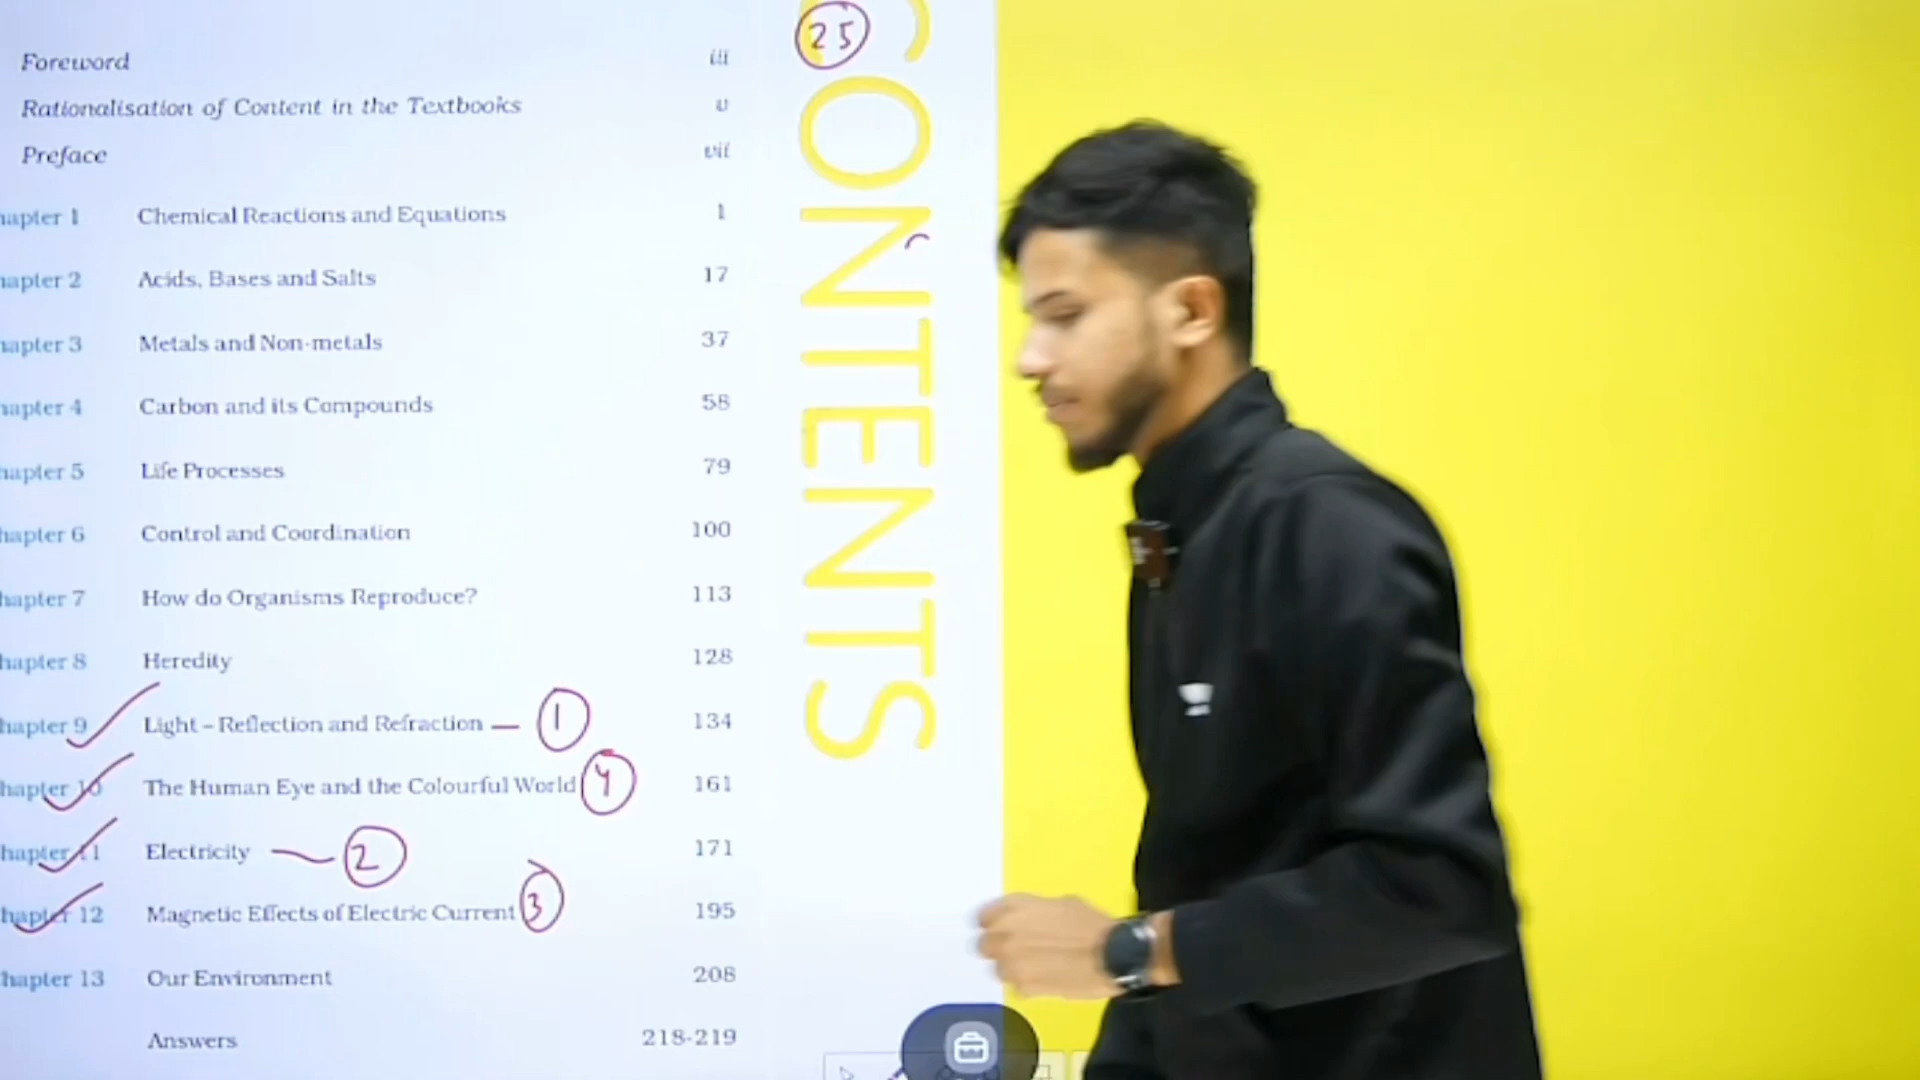 25
CONTENTS
Foreword iii
Rationalisation of Content in the Textbooks v
Preface vii
hapter 1 Chemical Reactions and Equations 1
hapter 2 Acids, Bases and Salts 17
hapter 3 Metals and Non-metals 37
hapter 4 Carbon and its Compounds 58
hapter 5 Life Processes 79
hapter 6 Control and Coordination 100
hapter 7 How do Organisms Reproduce? 113
hapter 8 Heredity 128
hapter 9 Light – Reflection and Refraction — 1 134
hapter 10 The Human Eye and the Colourful World 4 161
hapter 11 Electricity — 2 171
hapter 12 Magnetic Effects of Electric Current 3 195
hapter 13 Our Environment 208
Answers 218-219